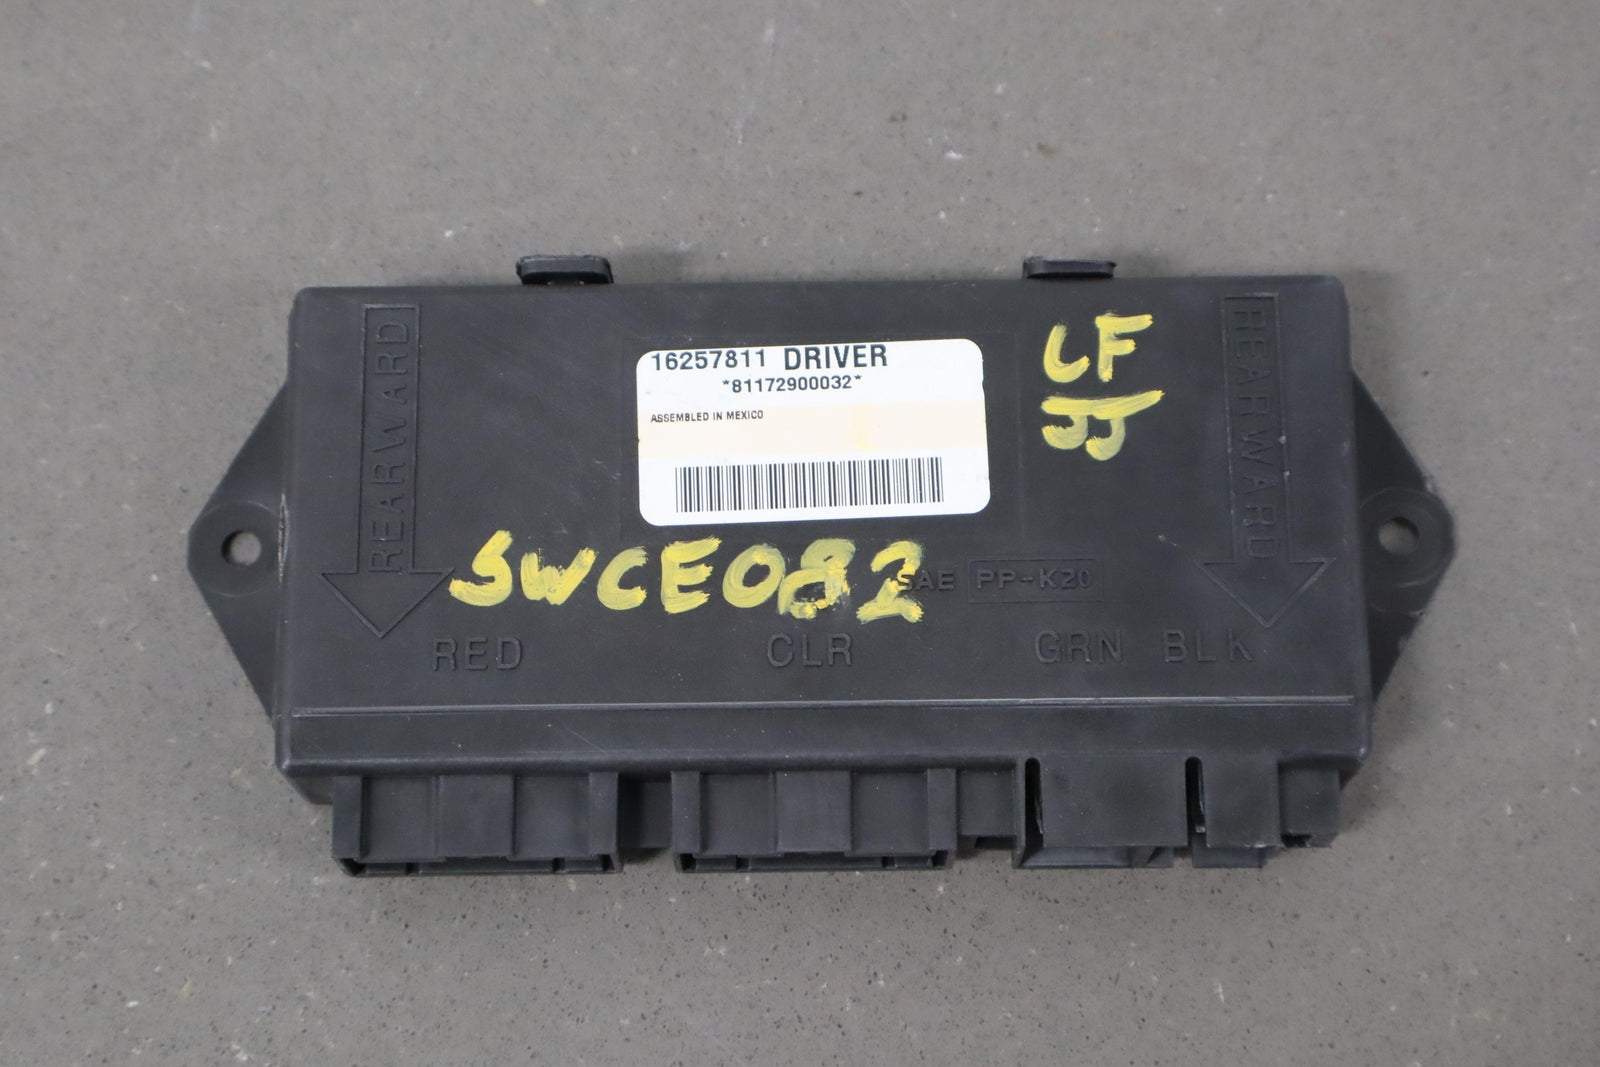 REARWARD
16257811 DRIVER
*81172900032*
ASSEMBLED IN MEXICO
LF
JJ
REARWARD
SWCE082
SAE PP-K20
RED CLR GRN BLK